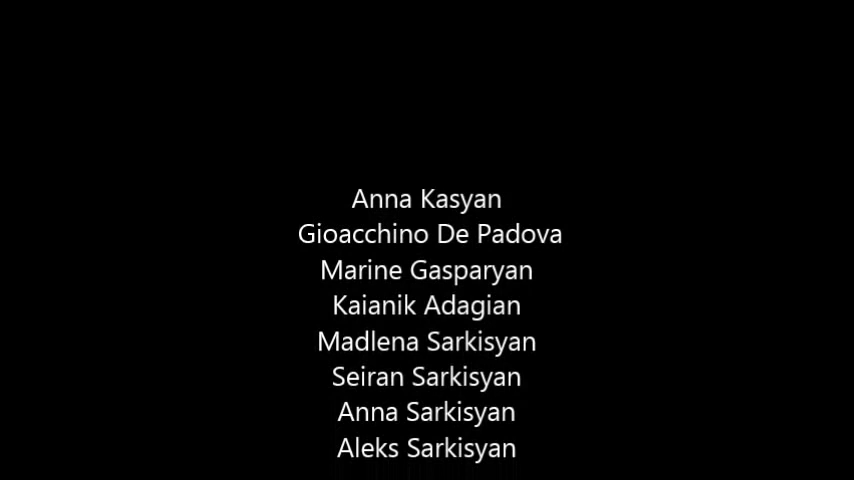 Anna Kasyan
Gioacchino De Padova
Marine Gasparyan
Kaianik Adagian
Madlena Sarkisyan
Seiran Sarkisyan
Anna Sarkisyan
Aleks Sarkisyan